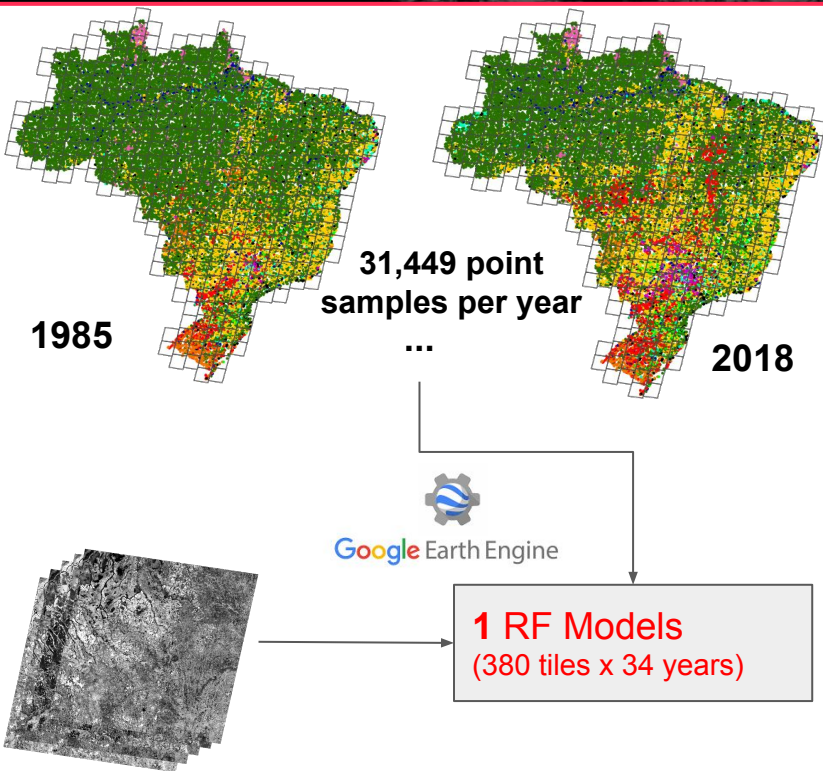 31,449 point
samples per year
...
1985
2018
Google Earth Engine
1 RF Models
(380 tiles x 34 years)